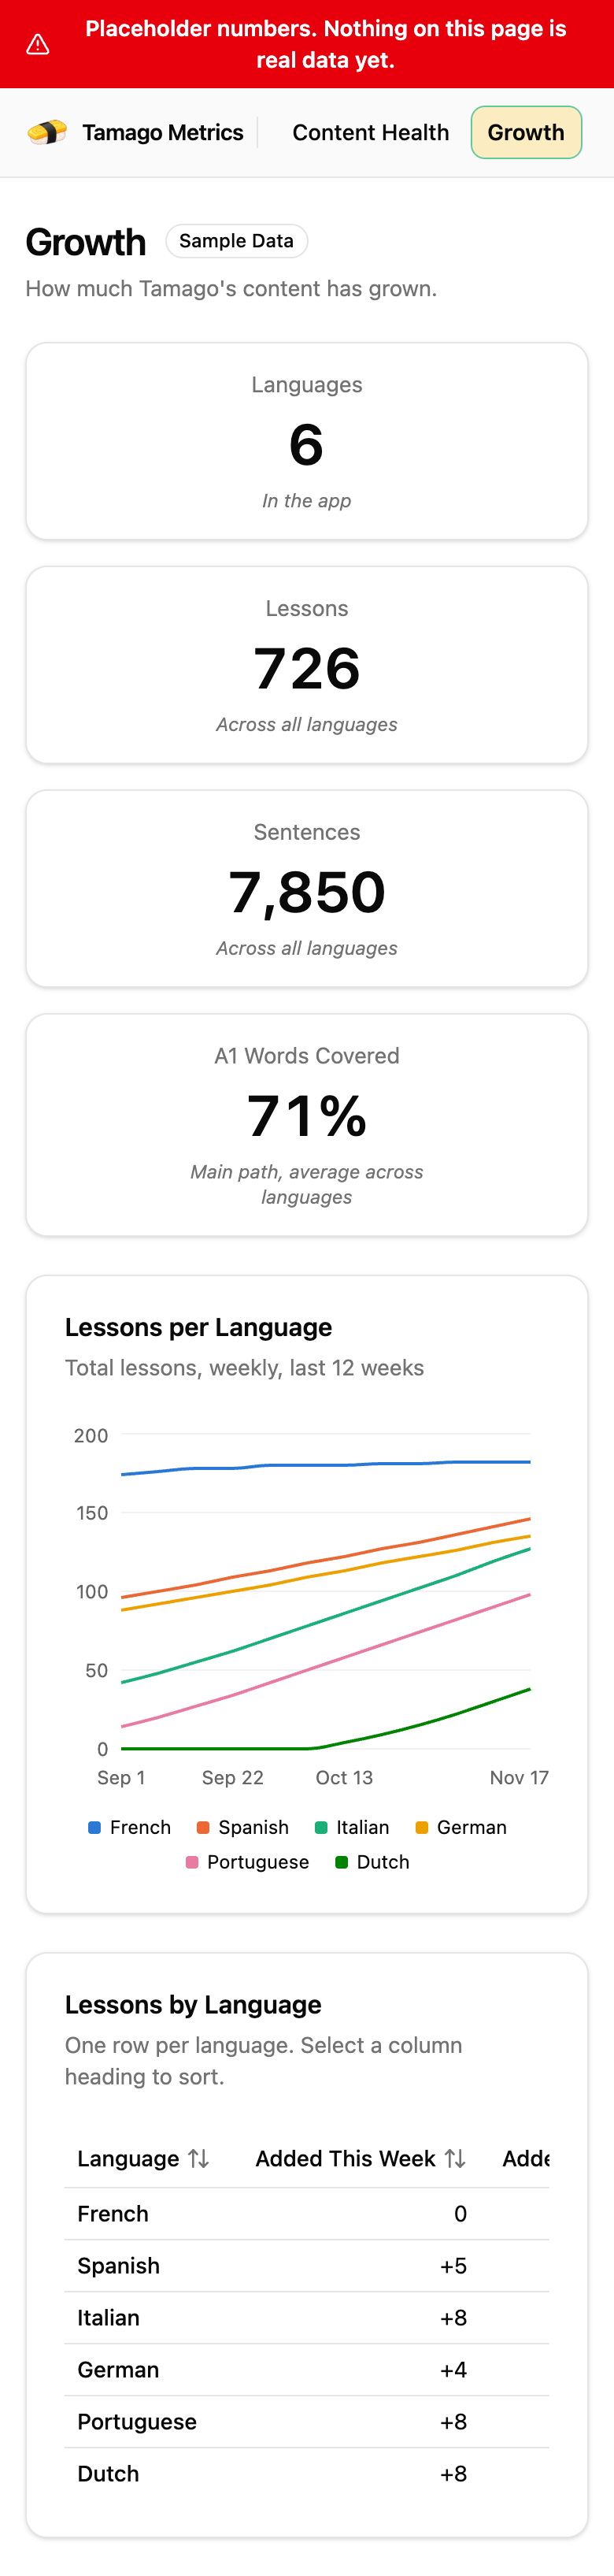 Placeholder numbers. Nothing on this page is
real data yet.
Tamago Metrics
Content Health
Growth
Growth
Sample Data
How much Tamago's content has grown.
Languages
6
In the app
Lessons
726
Across all languages
Sentences
7,850
Across all languages
A1 Words Covered
71%
Main path, average across
languages
Lessons per Language
Total lessons, weekly, last 12 weeks
200
150
100
50
0
Sep 1 Sep 22 Oct 13 Nov 17
French Spanish Italian German
Portuguese Dutch
Lessons by Language
One row per language. Select a column
heading to sort.
Language Added This Week
French 0
Spanish +5
Italian +8
German +4
Portuguese +8
Dutch +8